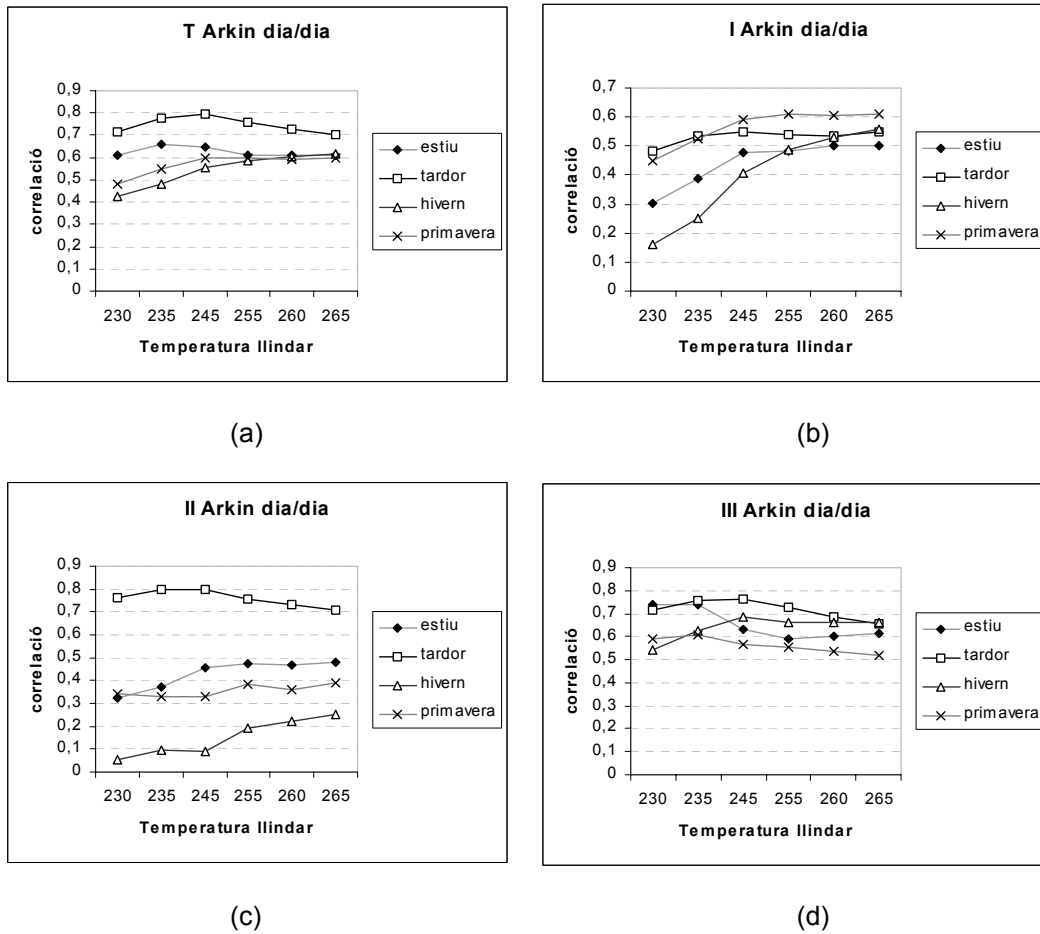 T Arkin dia/dia
correlació
0,9
0,8
0,7
0,6
0,5
0,4
0,3
0,2
0,1
0
230 235 245 255 260 265
Temperatura llindar
estiu
tardor
hivern
primavera
(a)
I Arkin dia/dia
correlació
0,7
0,6
0,5
0,4
0,3
0,2
0,1
0
230 235 245 255 260 265
Temperatura llindar
estiu
tardor
hivern
primavera
(b)
II Arkin dia/dia
correlació
0,9
0,8
0,7
0,6
0,5
0,4
0,3
0,2
0,1
0
230 235 245 255 260 265
Temperatura llindar
estiu
tardor
hivern
primavera
(c)
III Arkin dia/dia
correlació
0,9
0,8
0,7
0,6
0,5
0,4
0,3
0,2
0,1
0
230 235 245 255 260 265
Temperatura llindar
estiu
tardor
hivern
primavera
(d)